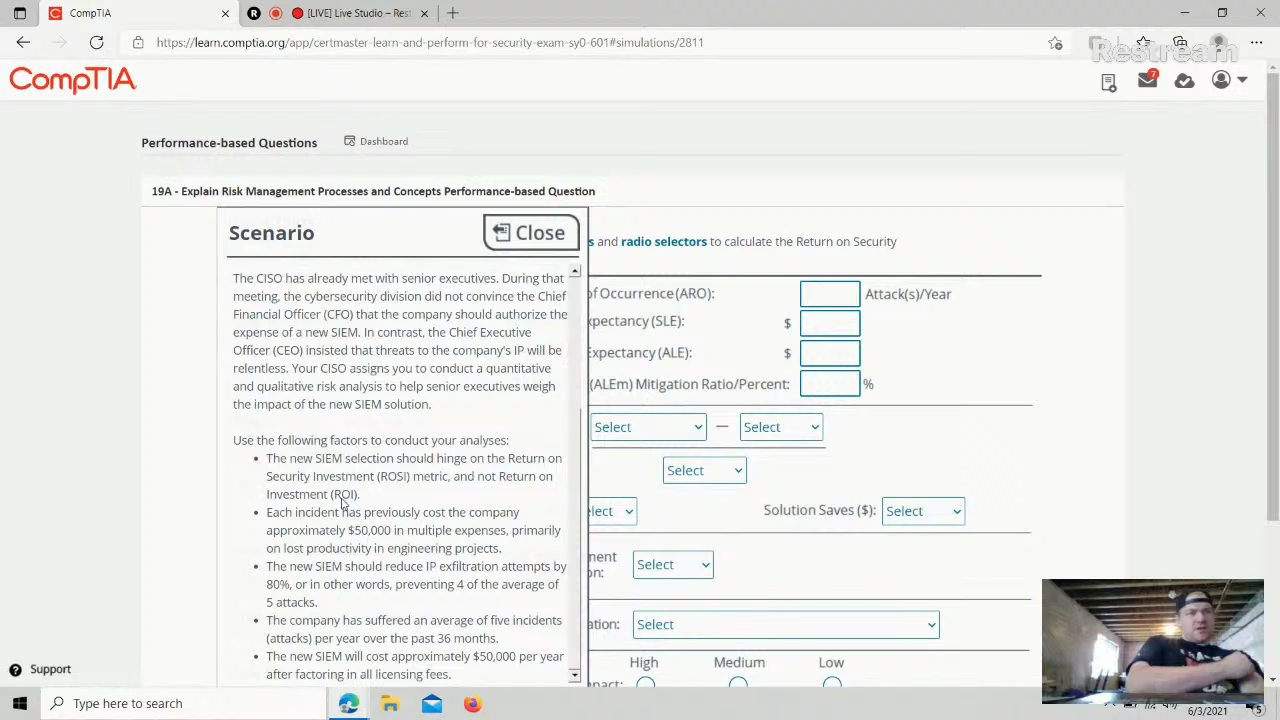 CompTIA
[LIVE] Live Studio – Res
https://learn.comptia.org/app/certmaster-learn-and-perform-for-security-exam-sy0-601#simulations/2811
Restream
CompTIA
7
Performance-based Questions
Dashboard
19A - Explain Risk Management Processes and Concepts Performance-based Question
Scenario
Close
s and radio selectors to calculate the Return on Security
The CISO has already met with senior executives. During that
meeting, the cybersecurity division did not convince the Chief
Financial Officer (CFO) that the company should authorize the
expense of a new SIEM. In contrast, the Chief Executive
Officer (CEO) insisted that threats to the company's IP will be
relentless. Your CISO assigns you to conduct a quantitative
and qualitative risk analysis to help senior executives weigh
the impact of the new SIEM solution.
Use the following factors to conduct your analyses:
• The new SIEM selection should hinge on the Return on
Security Investment (ROSI) metric, and not Return on
Investment (ROI).
• Each incident has previously cost the company
approximately $50,000 in multiple expenses, primarily
on lost productivity in engineering projects.
• The new SIEM should reduce IP exfiltration attempts by
80%, or in other words, preventing 4 of the average of
5 attacks.
• The company has suffered an average of five incidents
(attacks) per year over the past 36 months.
• The new SIEM will cost approximately $50,000 per year
after factoring in all licensing fees.
of Occurrence (ARO): Attack(s)/Year
xpectancy (SLE): $
Expectancy (ALE): $
(ALEm) Mitigation Ratio/Percent: %
Select — Select
Select
elect Solution Saves ($): Select
ment
on: Select
ation: Select
High Medium Low
mpact:
Support
Type here to search
6/3/2021
5